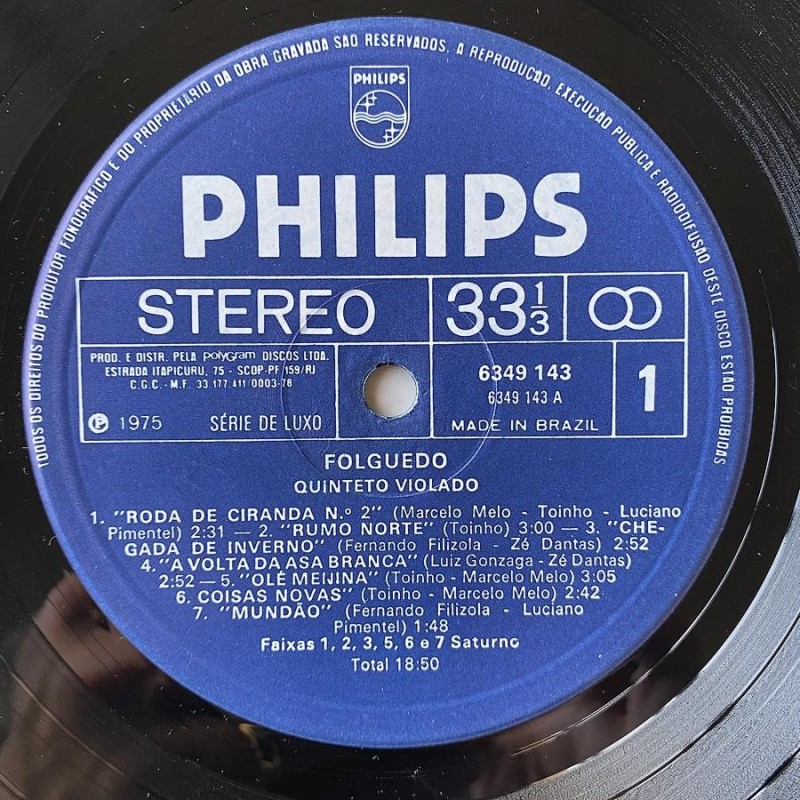 TODOS OS DIREITOS DO PRODUTOR FONOGRÁFICO E DO PROPRIETÁRIO DA OBRA GRAVADA SÃO RESERVADOS. A REPRODUÇÃO, EXECUÇÃO PÚBLICA E RADIODIFUSÃO DESTE DISCO ESTÃO PROIBIDAS
PHILIPS
PHILIPS
STEREO 33 1/3
PROD. E DISTR. PELA polyGram DISCOS LTDA.
ESTRADA ITAPICURU, 75 - SCDP-PF 159/RJ
C.G.C.-M.F. 33 177.411/0003-78
℗ 1975 SÉRIE DE LUXO
6349 143
6349 143 A
MADE IN BRAZIL
1
FOLGUEDO
QUINTETO VIOLADO
1. "RODA DE CIRANDA N.º 2" (Marcelo Melo - Toinho - Luciano
Pimentel) 2:31 — 2. "RUMO NORTE" (Toinho) 3:00 — 3. "CHE-
GADA DE INVERNO" (Fernando Filizola - Zé Dantas) 2:52
4. "A VOLTA DA ASA BRANCA" (Luiz Gonzaga - Zé Dantas)
2:52 — 5. "OLÊ MEININA" (Toinho - Marcelo Melo) 3:05
6. COISAS NOVAS" (Toinho - Marcelo Melo) 2:42
7. "MUNDÃO" (Fernando Filizola - Luciano
Pimentel) 1:48
Faixas 1, 2, 3, 5, 6 e 7 Saturno
Total 18:50